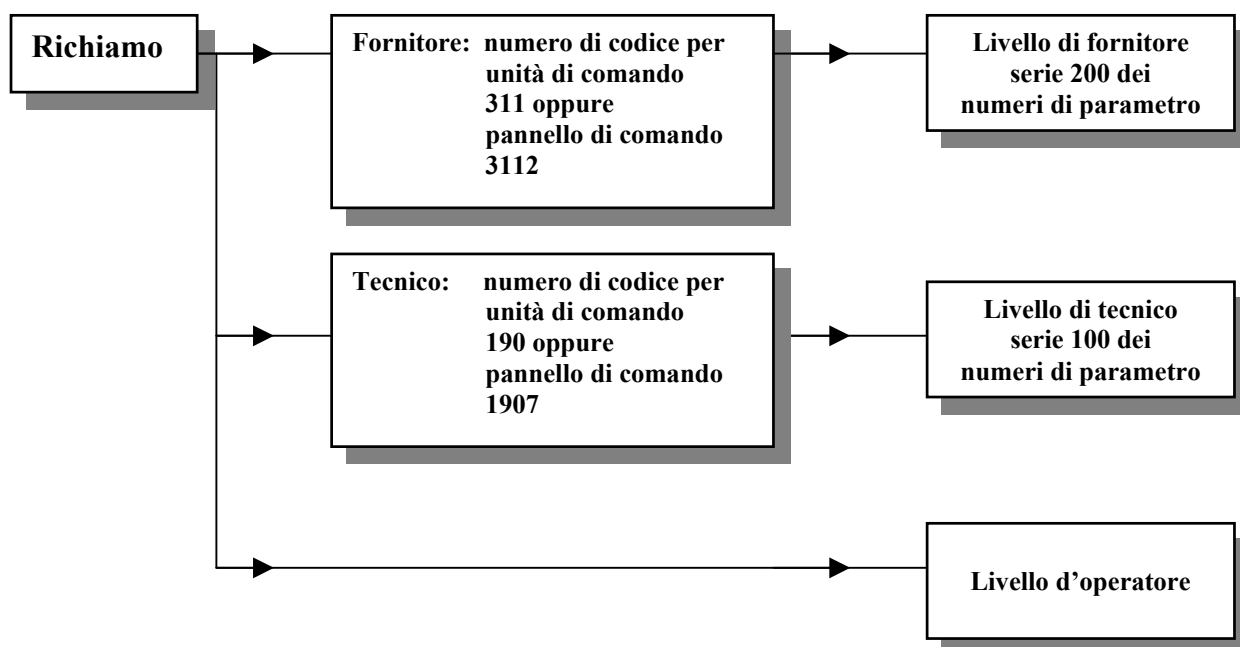 Richiamo
Fornitore: numero di codice per
unità di comando
311 oppure
pannello di comando
3112
Livello di fornitore
serie 200 dei
numeri di parametro
Tecnico: numero di codice per
unità di comando
190 oppure
pannello di comando
1907
Livello di tecnico
serie 100 dei
numeri di parametro
Livello d’operatore